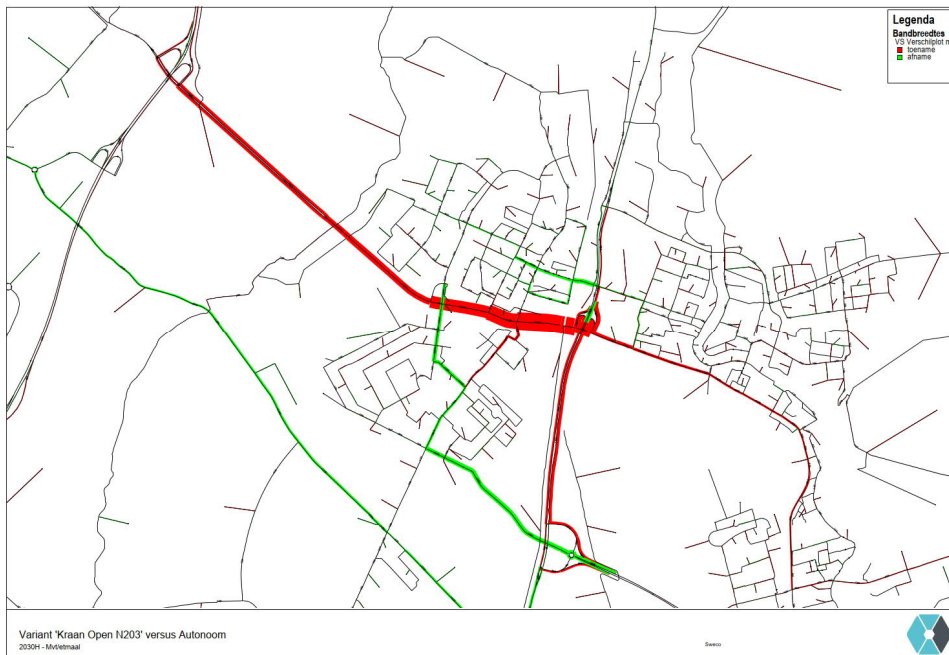 Legenda
Bandbreedtes
VS Verschilplot m
toename
afname
Variant 'Kraan Open N203' versus Autonoom
2030H - Mvt/etmaal
Sweco